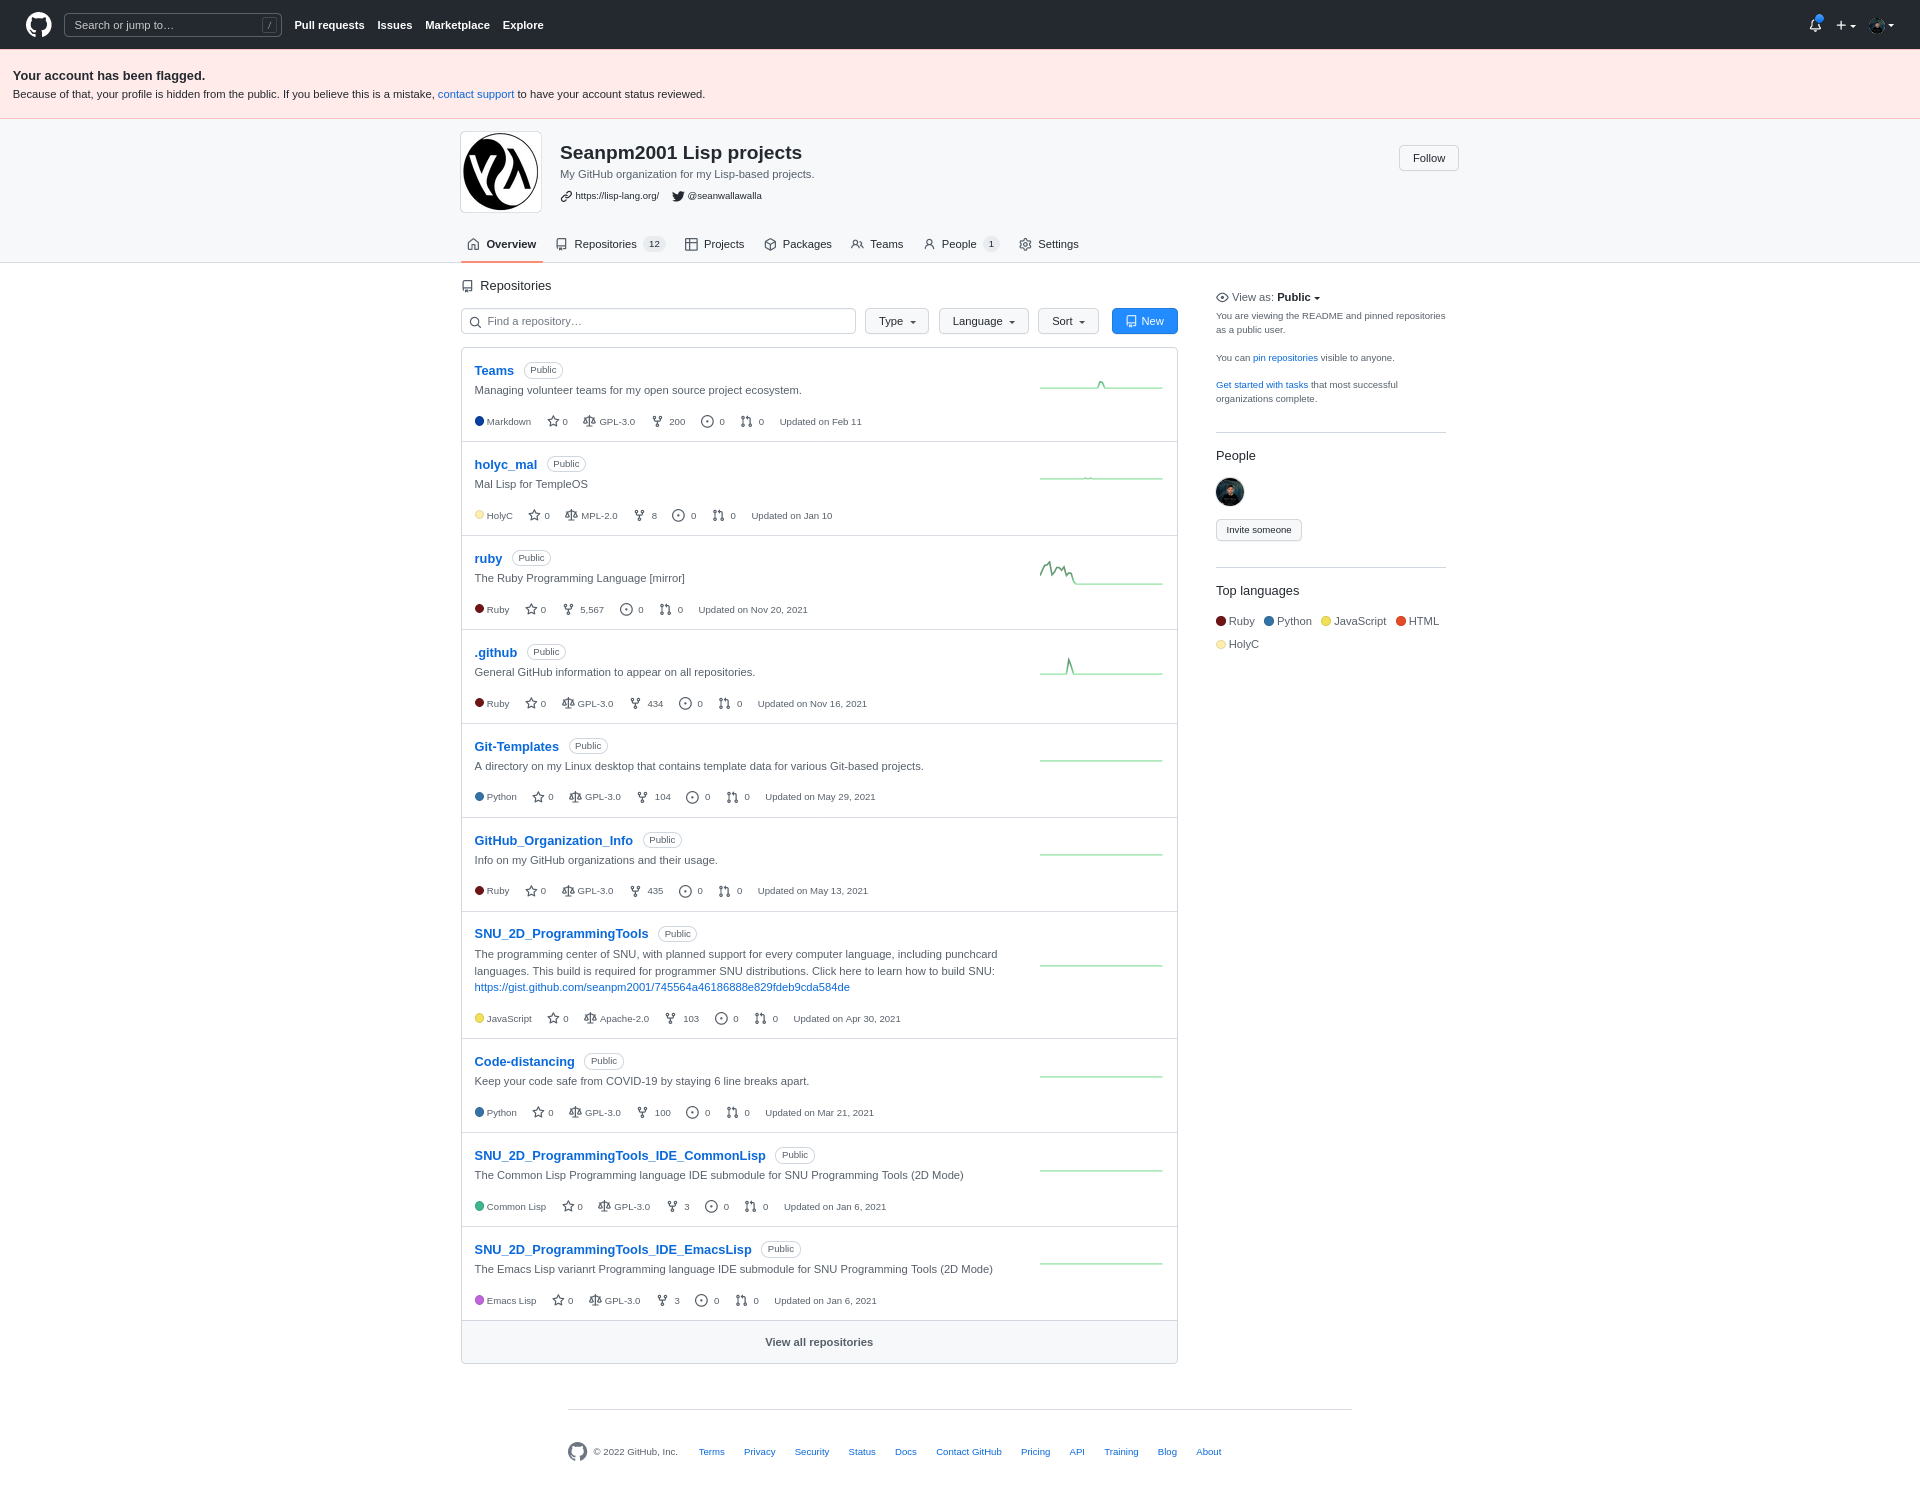 Search or jump to…
/
Pull requests Issues Marketplace Explore
Your account has been flagged.
Because of that, your profile is hidden from the public. If you believe this is a mistake, contact support to have your account status reviewed.
Seanpm2001 Lisp projects
My GitHub organization for my Lisp-based projects.
https://lisp-lang.org/ @seanwallawalla
Follow
Overview Repositories 12 Projects Packages Teams People 1 Settings
Repositories
Find a repository…
Type Language Sort New
Teams Public
Managing volunteer teams for my open source project ecosystem.
Markdown 0 GPL-3.0 200 0 0 Updated on Feb 11
holyc_mal Public
Mal Lisp for TempleOS
HolyC 0 MPL-2.0 8 0 0 Updated on Jan 10
ruby Public
The Ruby Programming Language [mirror]
Ruby 0 5,567 0 0 Updated on Nov 20, 2021
.github Public
General GitHub information to appear on all repositories.
Ruby 0 GPL-3.0 434 0 0 Updated on Nov 16, 2021
Git-Templates Public
A directory on my Linux desktop that contains template data for various Git-based projects.
Python 0 GPL-3.0 104 0 0 Updated on May 29, 2021
GitHub_Organization_Info Public
Info on my GitHub organizations and their usage.
Ruby 0 GPL-3.0 435 0 0 Updated on May 13, 2021
SNU_2D_ProgrammingTools Public
The programming center of SNU, with planned support for every computer language, including punchcard
languages. This build is required for programmer SNU distributions. Click here to learn how to build SNU:
https://gist.github.com/seanpm2001/745564a46186888e829fdeb9cda584de
JavaScript 0 Apache-2.0 103 0 0 Updated on Apr 30, 2021
Code-distancing Public
Keep your code safe from COVID-19 by staying 6 line breaks apart.
Python 0 GPL-3.0 100 0 0 Updated on Mar 21, 2021
SNU_2D_ProgrammingTools_IDE_CommonLisp Public
The Common Lisp Programming language IDE submodule for SNU Programming Tools (2D Mode)
Common Lisp 0 GPL-3.0 3 0 0 Updated on Jan 6, 2021
SNU_2D_ProgrammingTools_IDE_EmacsLisp Public
The Emacs Lisp varianrt Programming language IDE submodule for SNU Programming Tools (2D Mode)
Emacs Lisp 0 GPL-3.0 3 0 0 Updated on Jan 6, 2021
View all repositories
View as: Public
You are viewing the README and pinned repositories
as a public user.
You can pin repositories visible to anyone.
Get started with tasks that most successful
organizations complete.
People
Invite someone
Top languages
Ruby Python JavaScript HTML
HolyC
© 2022 GitHub, Inc. Terms Privacy Security Status Docs Contact GitHub Pricing API Training Blog About